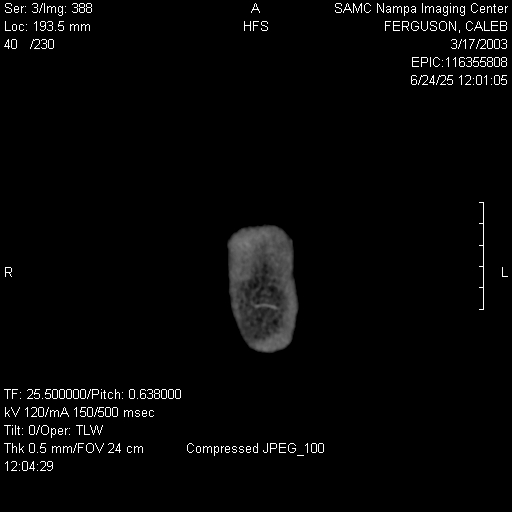 Ser: 3/Img: 388
Loc: 193.5 mm
40 /230
A
HFS
SAMC Nampa Imaging Center
FERGUSON, CALEB
3/17/2003
EPIC:116355808
6/24/25 12:01:05
R
L
TF: 25.500000/Pitch: 0.638000
kV 120/mA 150/500 msec
Tilt: 0/Oper: TLW
Thk 0.5 mm/FOV 24 cm
Compressed JPEG_100
12:04:29